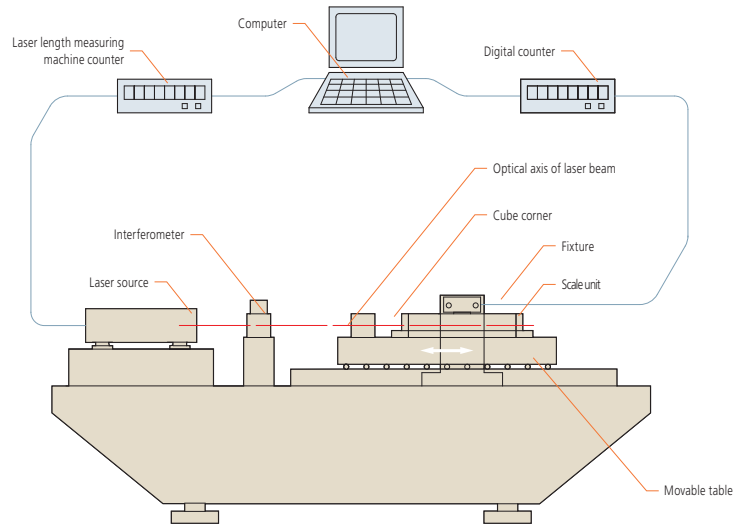 Computer
Laser length measuring
machine counter
Digital counter
Optical axis of laser beam
Cube corner
Interferometer
Fixture
Laser source
Scale unit
Movable table